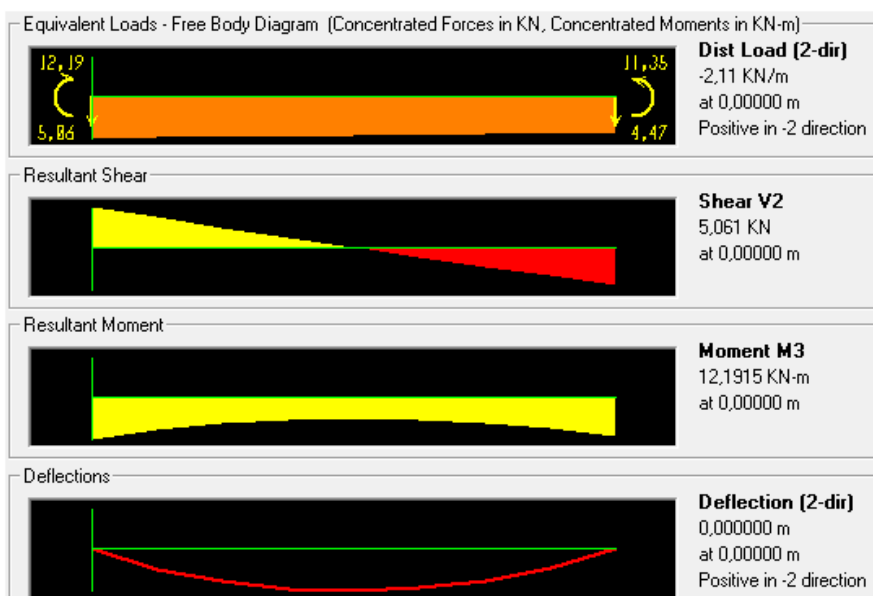 Equivalent Loads - Free Body Diagram (Concentrated Forces in KN, Concentrated Moments in KN-m)
12,19
11,35
5,06
4,47
Dist Load (2-dir)
-2,11 KN/m
at 0,00000 m
Positive in -2 direction
Resultant Shear
Shear V2
5,061 KN
at 0,00000 m
Resultant Moment
Moment M3
12,1915 KN-m
at 0,00000 m
Deflections
Deflection (2-dir)
0,000000 m
at 0,00000 m
Positive in -2 direction